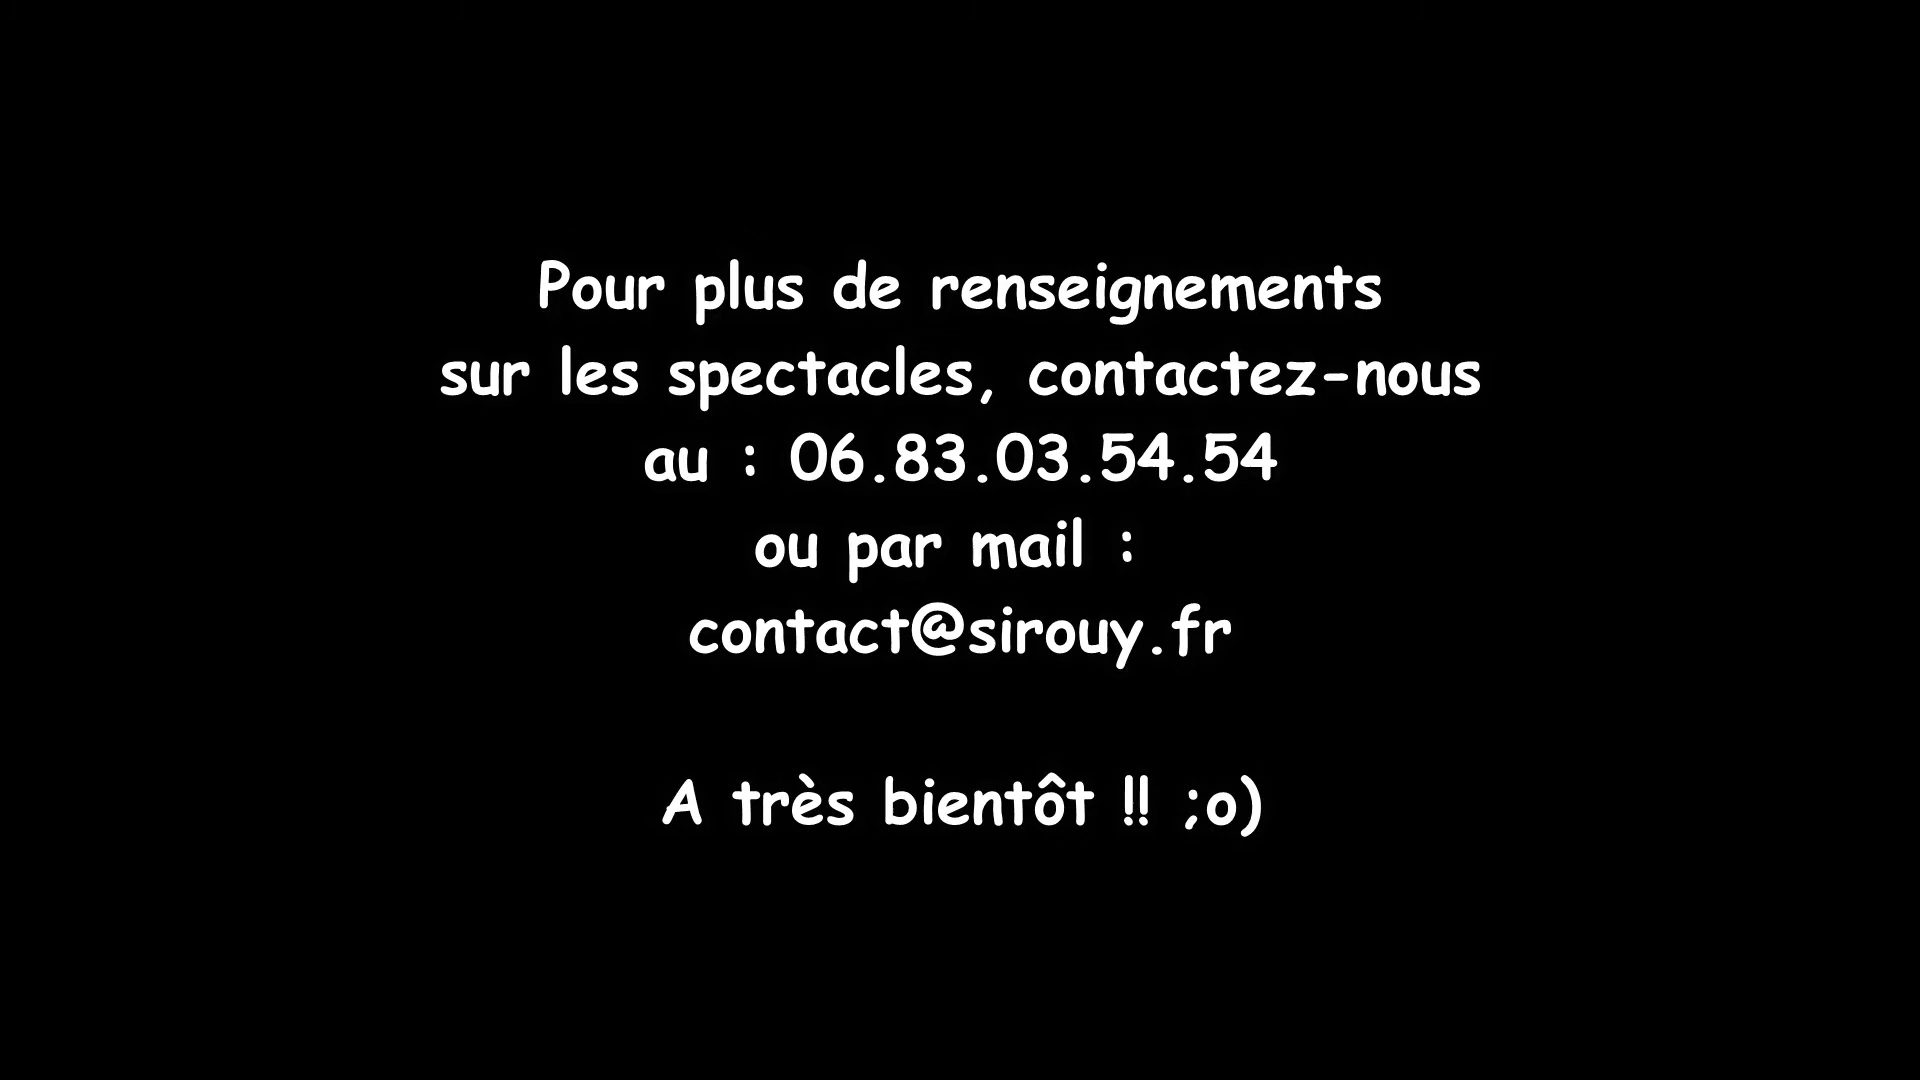 Pour plus de renseignements
sur les spectacles, contactez-nous
au : 06.83.03.54.54
ou par mail :
contact@sirouy.fr
A très bientôt !! ;o)